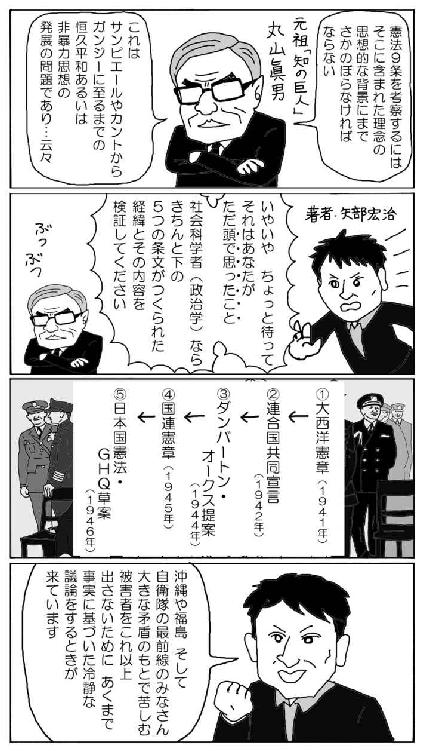 憲法９条を考察するには
そこに含まれた理念の
思想的な背景にまで
さかのぼらなければ
ならない
元祖「知の巨人」
丸山眞男
これは
サンピエールやカントから
ガンジーに至るまでの
恒久平和あるいは
非暴力思想の
発展の問題であり…云々
著者・矢部宏治
いやいや　ちょっと待って
それはあなたが
ただ頭で思ったこと
社会科学者（政治学）なら
きちんと下の
５つの条文がつくられた
経緯とその内容を
検証してください
ぶつ
ぶつ
①大西洋憲章（1941年）
←
②連合国共同宣言（1942年）
←
③ダンバートン・
オークス提案（1944年）
←
④国連憲章（1945年）
←
⑤日本国憲法・
ＧＨＱ草案（1946年）
沖縄や福島 そして
自衛隊の最前線のみなさん
大きな矛盾のもとで苦しむ
被害者をこれ以上
出さないために あくまで
事実に基づいた冷静な
議論をするときが
来ています